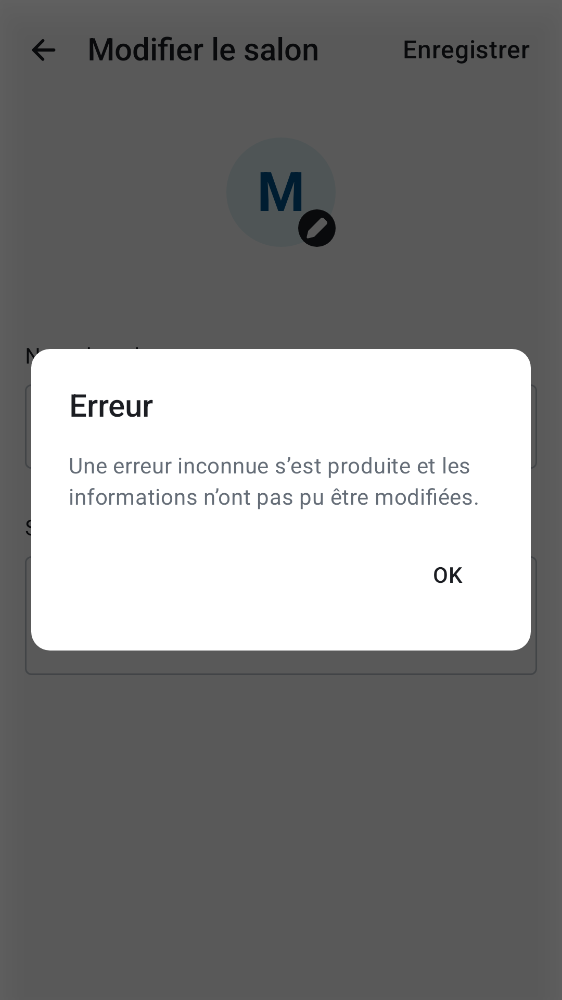 Modifier le salon
Enregistrer
M
Erreur
Une erreur inconnue s’est produite et les
informations n’ont pas pu être modifiées.
OK